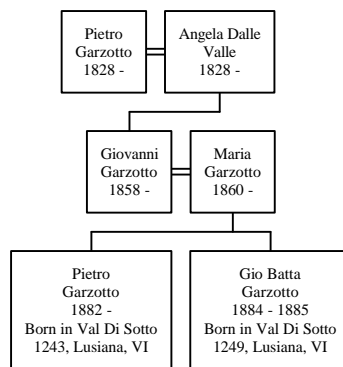 Pietro
Garzotto
1828 -
Angela Dalle
Valle
1828 -
Giovanni
Garzotto
1858 -
Maria
Garzotto
1860 -
Pietro
Garzotto
1882 -
Born in Val Di Sotto
1243, Lusiana, VI
Gio Batta
Garzotto
1884 - 1885
Born in Val Di Sotto
1249, Lusiana, VI